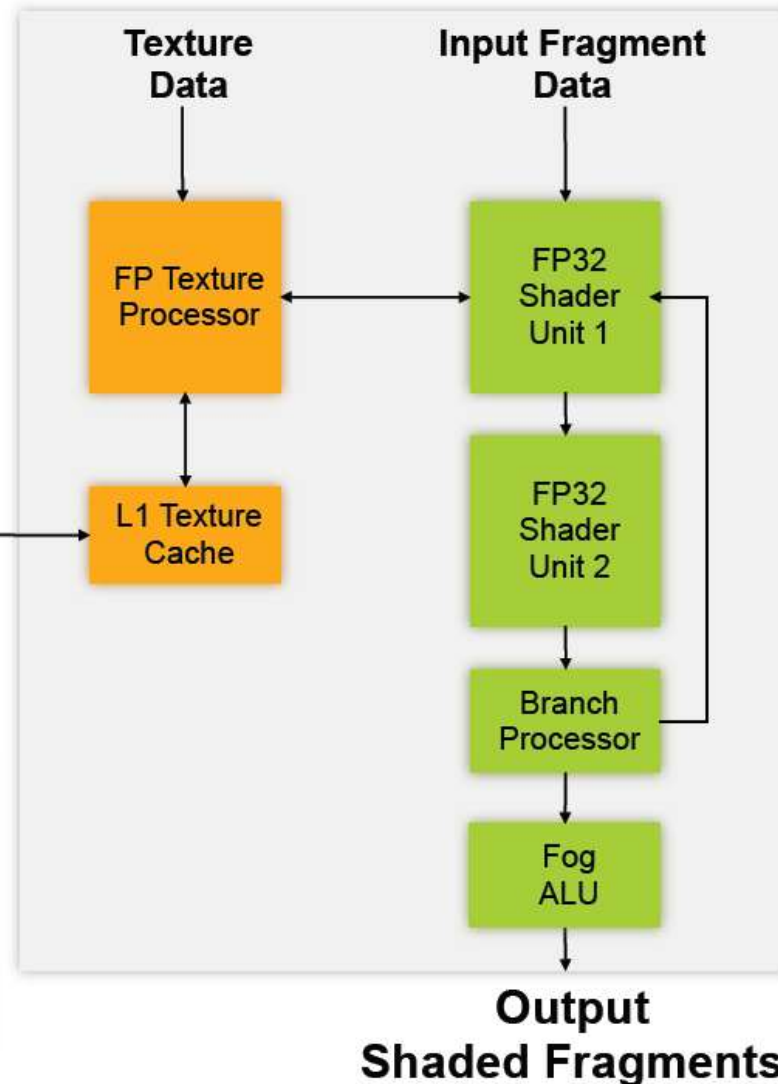 Texture
Data
Input Fragment
Data
FP Texture
Processor
FP32
Shader
Unit 1
L1 Texture
Cache
FP32
Shader
Unit 2
Branch
Processor
Fog
ALU
Output
Shaded Fragments